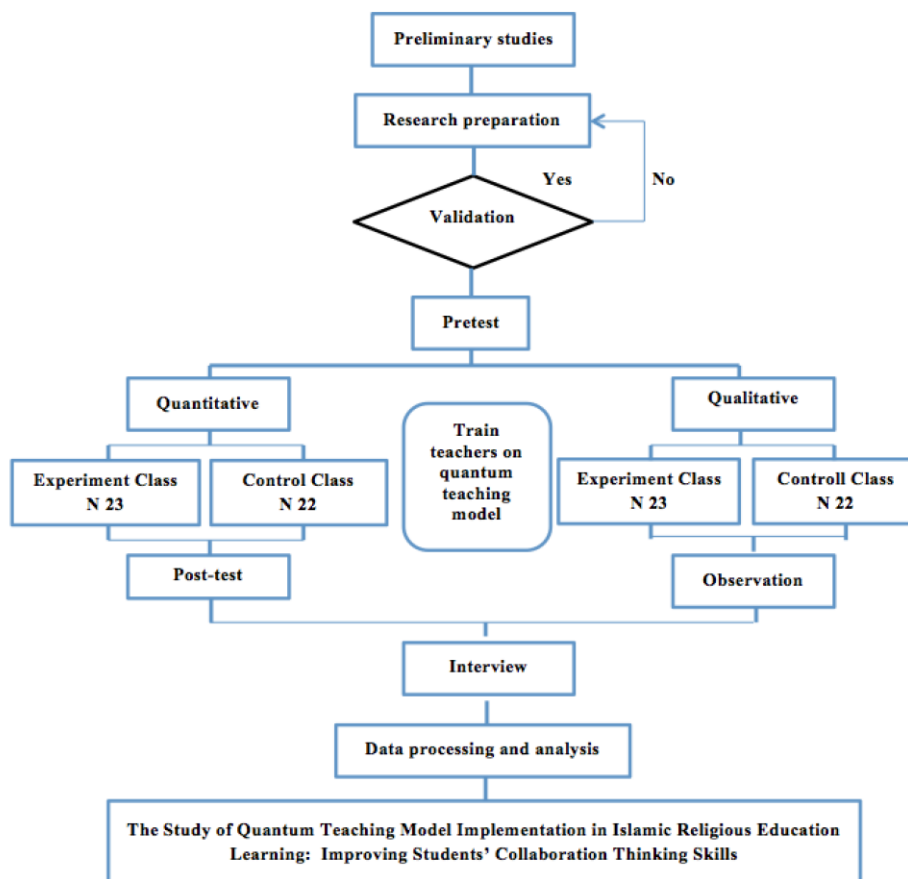 Preliminary studies
Research preparation
Yes
No
Validation
Pretest
Quantitative
Qualitative
Train
teachers on
quantum
teaching
model
Experiment Class
N 23
Control Class
N 22
Experiment Class
N 23
Controll Class
N 22
Post-test
Observation
Interview
Data processing and analysis
The Study of Quantum Teaching Model Implementation in Islamic Religious Education
Learning: Improving Students’ Collaboration Thinking Skills